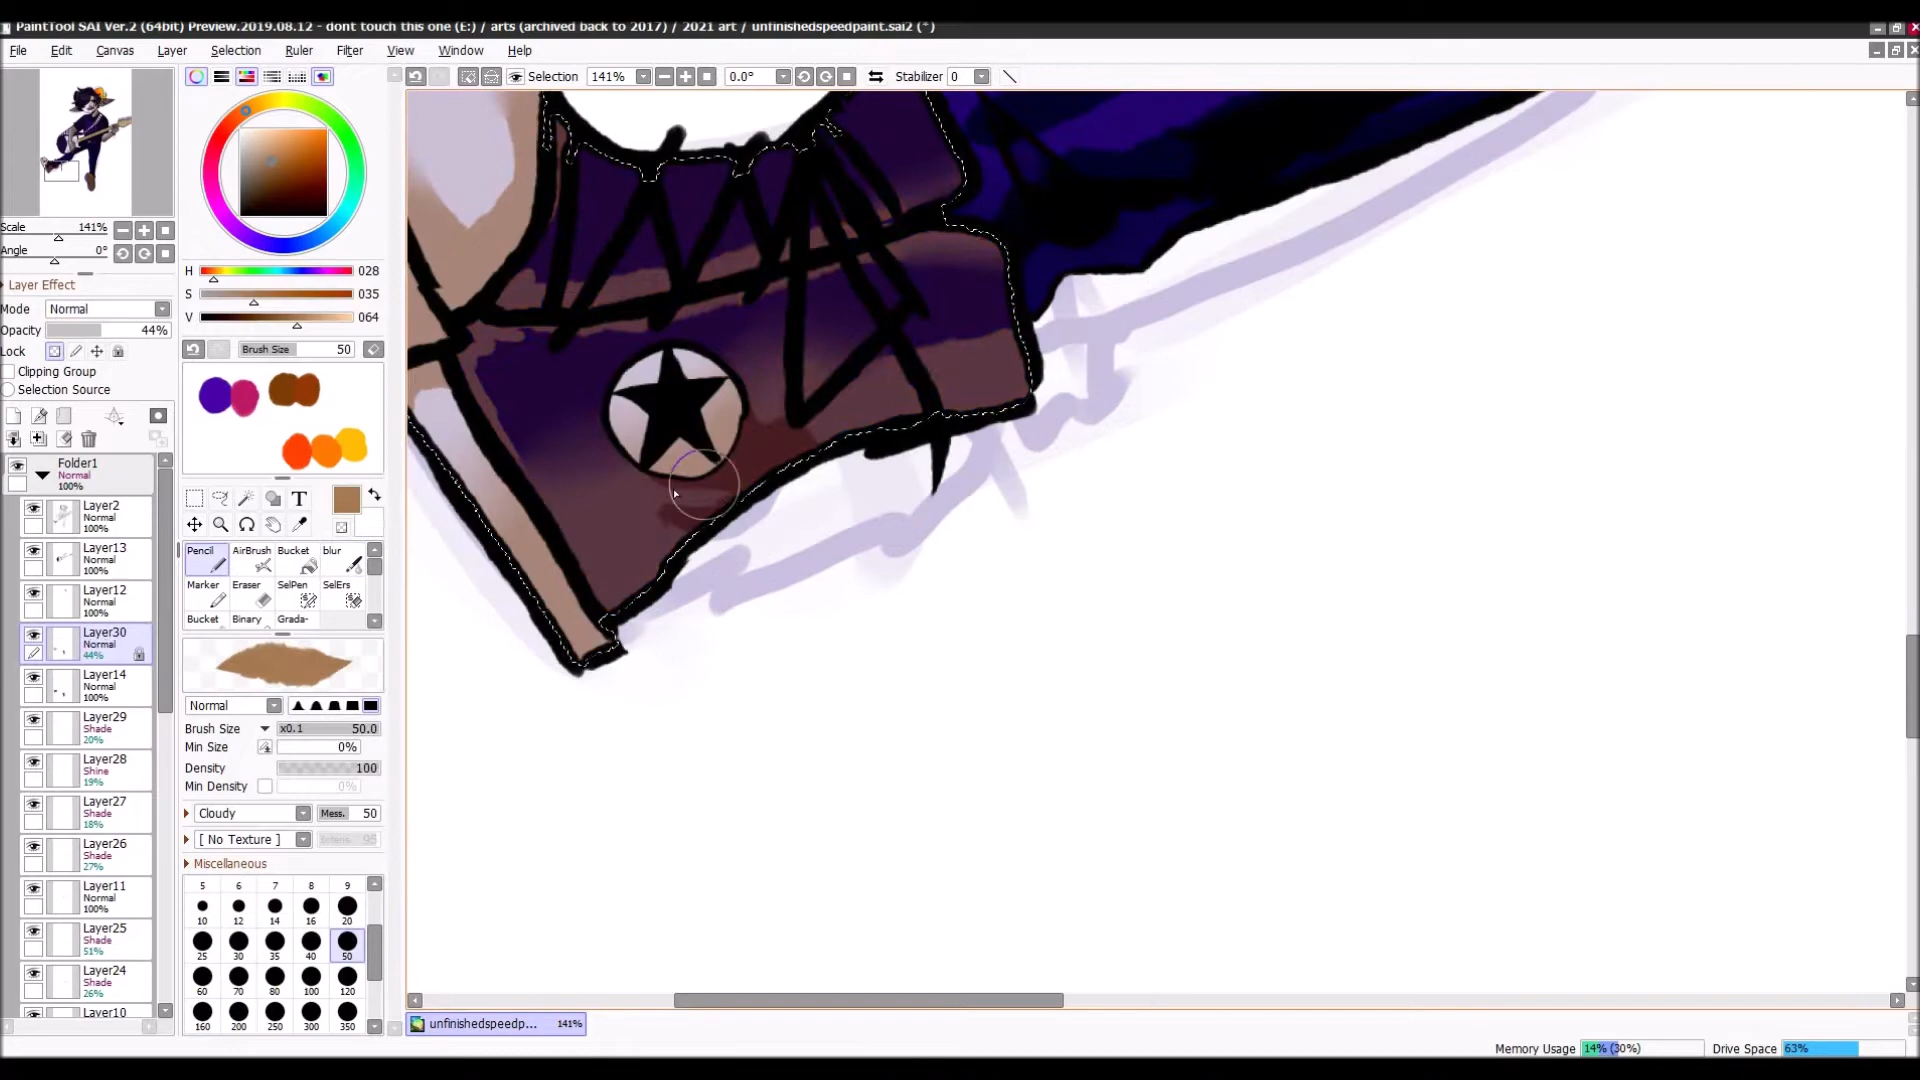 PaintTool SAI Ver.2 (64bit) Preview.2019.08.12 - dont touch this one (E:) / arts (archived back to 2017) / 2021 art / unfinishedspeedpaint.sai2 (*)
File Edit Canvas Layer Selection Ruler Filter View Window Help
Selection 141% 0.0° Stabilizer 0
Scale 141%
Angle 0°
Layer Effect
Mode Normal
Opacity 44%
Lock
Clipping Group
Selection Source
Folder1
Normal
100%
Layer2
Normal
100%
Layer13
Normal
100%
Layer12
Normal
100%
Layer30
Normal
44%
Layer14
Normal
100%
Layer29
Shade
20%
Layer28
Shine
19%
Layer27
Shade
18%
Layer26
Shade
27%
Layer11
Normal
100%
Layer25
Shade
51%
Layer24
Shade
26%
Layer10
H 028
S 035
V 064
Brush Size 50
T
Pencil AirBrush Bucket blur
Marker Eraser SelPen SelErs
Bucket Binary Grada-
Normal
Brush Size x0.1 50.0
Min Size 0%
Density 100
Min Density 0%
Cloudy Mess. 50
[ No Texture ] Intens. 95
Miscellaneous
5 6 7 8 9
10 12 14 16 20
25 30 35 40 50
60 70 80 100 120
160 200 250 300 350
unfinishedspeedp... 141%
Memory Usage 14% (30%) Drive Space 63%